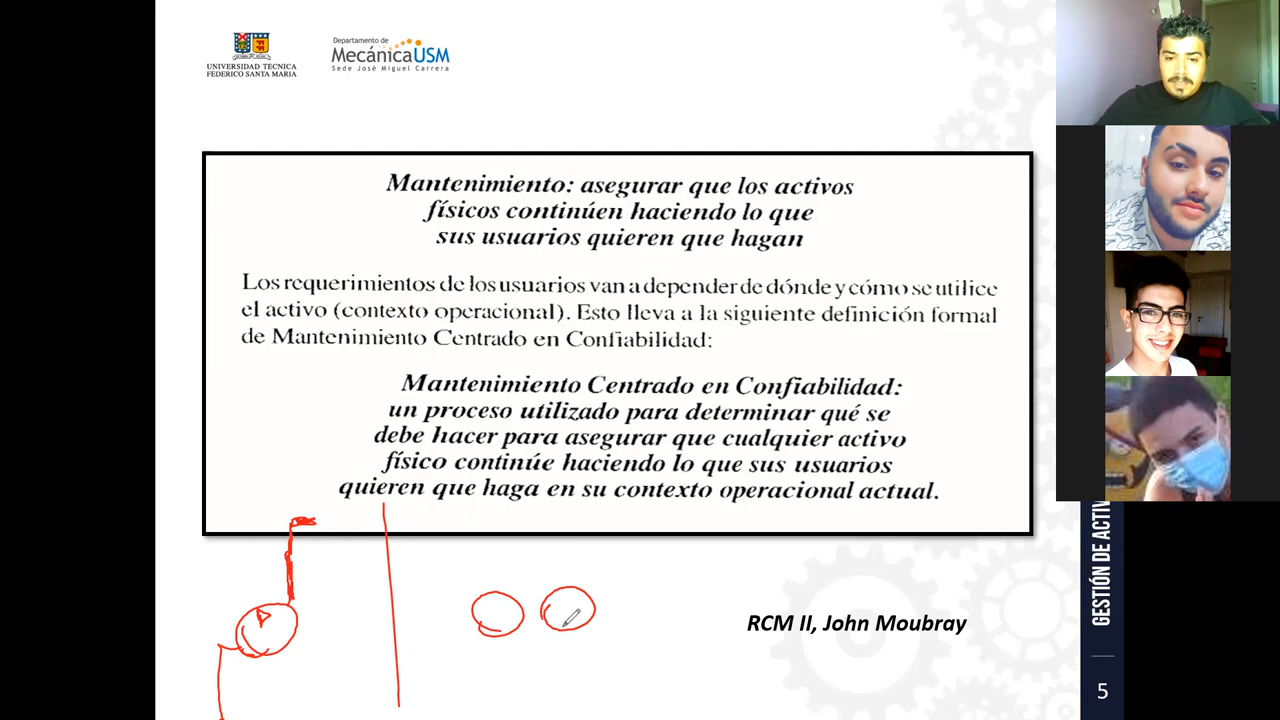 UNIVERSIDAD TECNICA
FEDERICO SANTA MARIA
Departamento de
MecánicaUSM
Sede José Miguel Carrera
Mantenimiento: asegurar que los activos
físicos continúen haciendo lo que
sus usuarios quieren que hagan
Los requerimientos de los usuarios van a depender de dónde y cómo se utilice
el activo (contexto operacional). Esto lleva a la siguiente definición formal
de Mantenimiento Centrado en Confiabilidad:
Mantenimiento Centrado en Confiabilidad:
un proceso utilizado para determinar qué se
debe hacer para asegurar que cualquier activo
físico continúe haciendo lo que sus usuarios
quieren que haga en su contexto operacional actual.
RCM II, John Moubray
GESTIÓN DE ACTIV
5